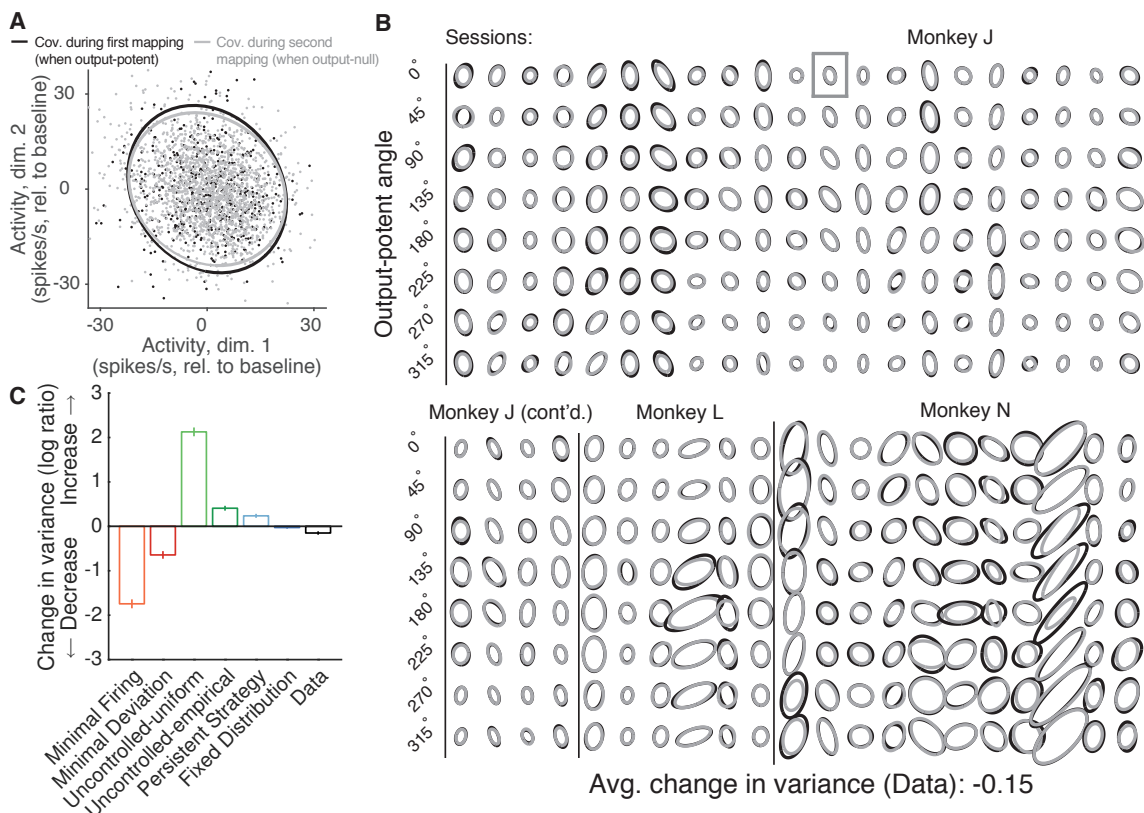 A
Cov. during first mapping (when output-potent)
Cov. during second mapping (when output-null)
Activity, dim. 2
(spikes/s, rel. to baseline)
30
0
-30
-30
0
30
Activity, dim. 1
(spikes/s, rel. to baseline)
B
Sessions:
Monkey J
Output-potent angle
0°
45°
90°
135°
180°
225°
270°
315°
Monkey J (cont'd.)
Monkey L
Monkey N
0°
45°
90°
135°
180°
225°
270°
315°
Avg. change in variance (Data): -0.15
C
Change in variance (log ratio)
← Decrease
Increase →
3
2
1
0
-1
-2
-3
Minimal Firing
Minimal Deviation
Uncontrolled-uniform
Uncontrolled-empirical
Persistent Strategy
Fixed Distribution
Data